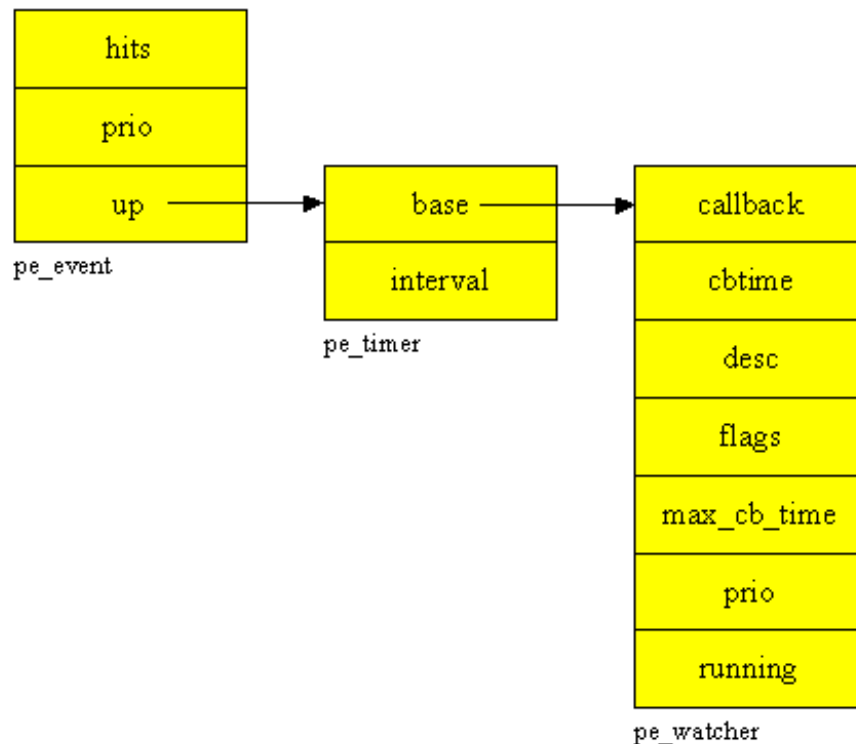 hits
prio
up
pe_event
base
interval
pe_timer
callback
cbtime
desc
flags
max_cb_time
prio
running
pe_watcher